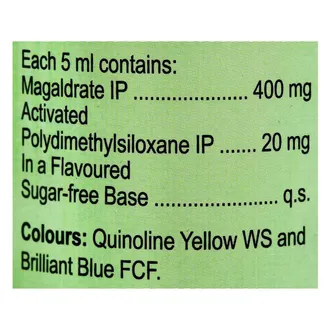 Each 5 ml contains:
Magaldrate IP ..................... 400 mg
Activated
Polydimethylsiloxane IP ....... 20 mg
In a Flavoured
Sugar-free Base ..................... q.s.
Colours: Quinoline Yellow WS and
Brilliant Blue FCF.